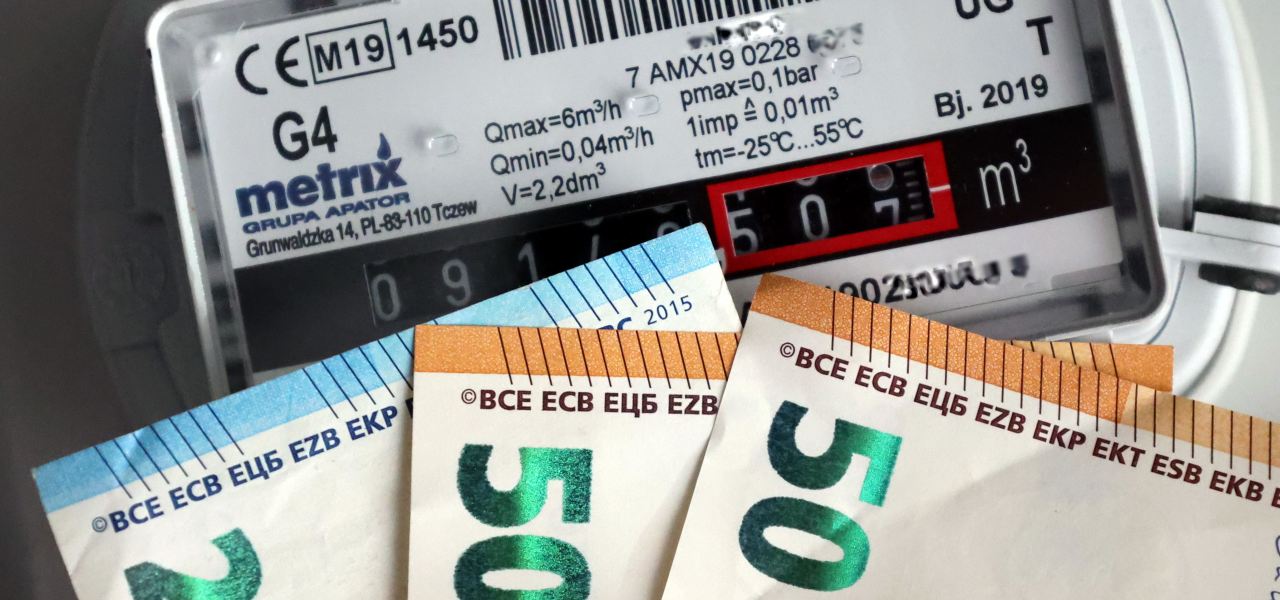 CE M19 1450
UG
T
7 AMX19 0228
G4
Qmax=6m³/h
pmax=0,1bar
Qmin=0,04m³/h
1imp ≙ 0,01m³
Bj. 2019
V=2,2dm³
tm=-25℃...55℃
metrix
GRUPA APATOR
Grunwaldzka 14, PL-83-110 Tczew
0 9 1 7 , 5 0 7 m³
2015
©BCE ECB ЕЦБ EZB EKP
2
©BCE ECB ЕЦБ EZB
50
©BCE ECB ЕЦБ EZB EKP EKT ESB EKB
50